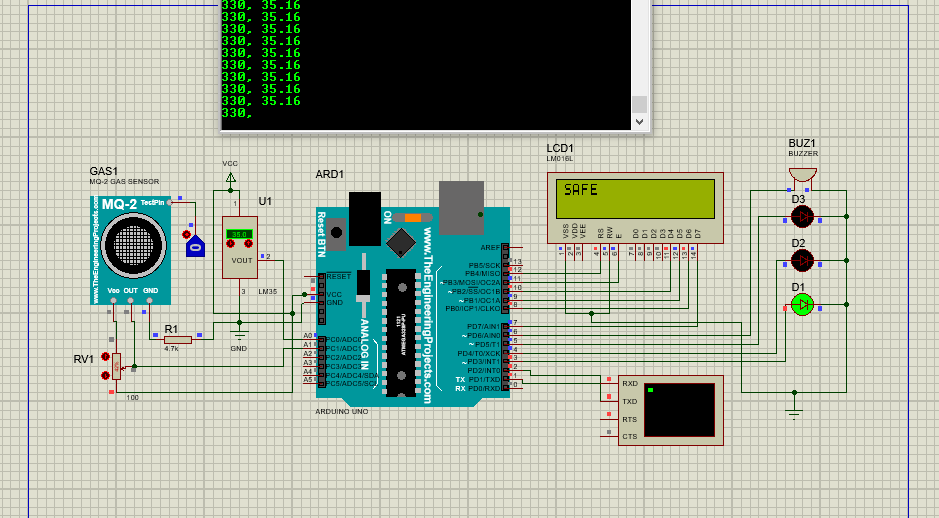 330, 35.16
330, 35.16
330, 35.16
330, 35.16
330, 35.16
330, 35.16
330, 35.16
330, 35.16
330, 35.16
330,
GAS1
MQ-2 GAS SENSOR
MQ-2
TestPin
www.TheEngineeringProjects.com
Vcc OUT GND
0
VCC
U1
1
35.0
VOUT
2
3
LM35
R1
4.7k
GND
RV1
100
ARD1
Reset BTN
ON
www.TheEngineeringProjects.com
RESET
VCC
GND
ANALOG IN
A0 PC0/ADC0
A1 PC1/ADC1
A2 PC2/ADC2
A3 PC3/ADC3
A4 PC4/ADC4/SDA
A5 PC5/ADC5/SCL
AREF
PB5/SCK 13
PB4/MISO 12
~PB3/MOSI/OC2A 11
~PB2/SS/OC1B 10
~PB1/OC1A 9
PB0/ICP1/CLKO 8
PD7/AIN1 7
~PD6/AIN0 6
~PD5/T1 5
PD4/T0/XCK 4
~PD3/INT1 3
PD2/INT0 2
TX PD1/TXD 1
RX PD0/RXD 0
ARDUINO UNO
LCD1
LM016L
SAFE
VSS VDD VEE RS RW E D0 D1 D2 D3 D4 D5 D6 D7
1 2 3 4 5 6 7 8 9 10 11 12 13 14
RXD
TXD
RTS
CTS
BUZ1
BUZZER
D3
D2
D1